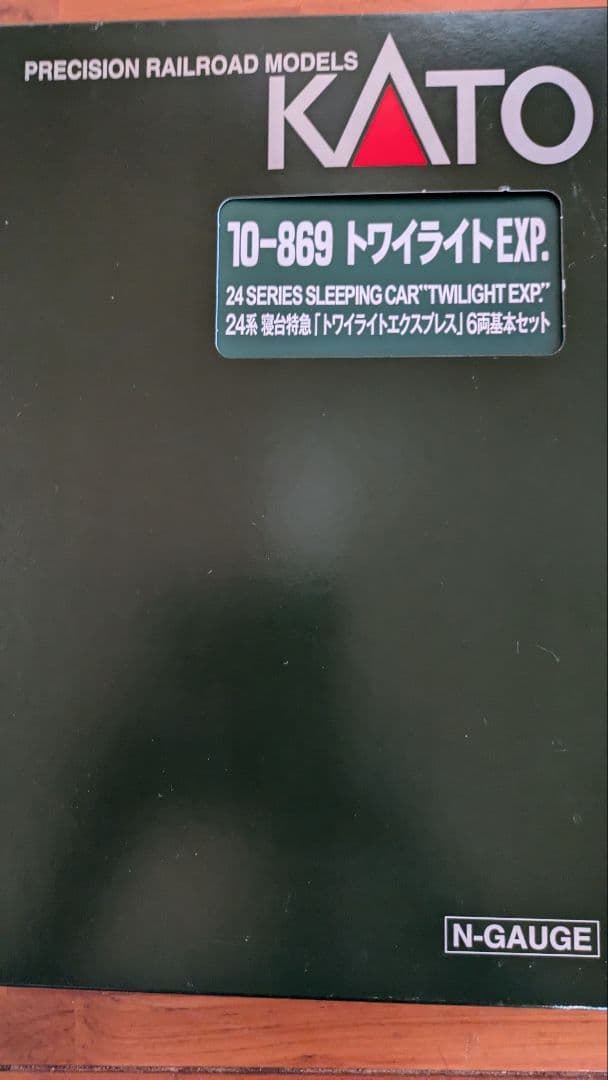 PRECISION RAILROAD MODELS
KATO
10-869 トワイライトEXP.
24 SERIES SLEEPING CAR"TWILIGHT EXP."
24系 寝台特急「トワイライトエクスプレス」6両基本セット
N-GAUGE